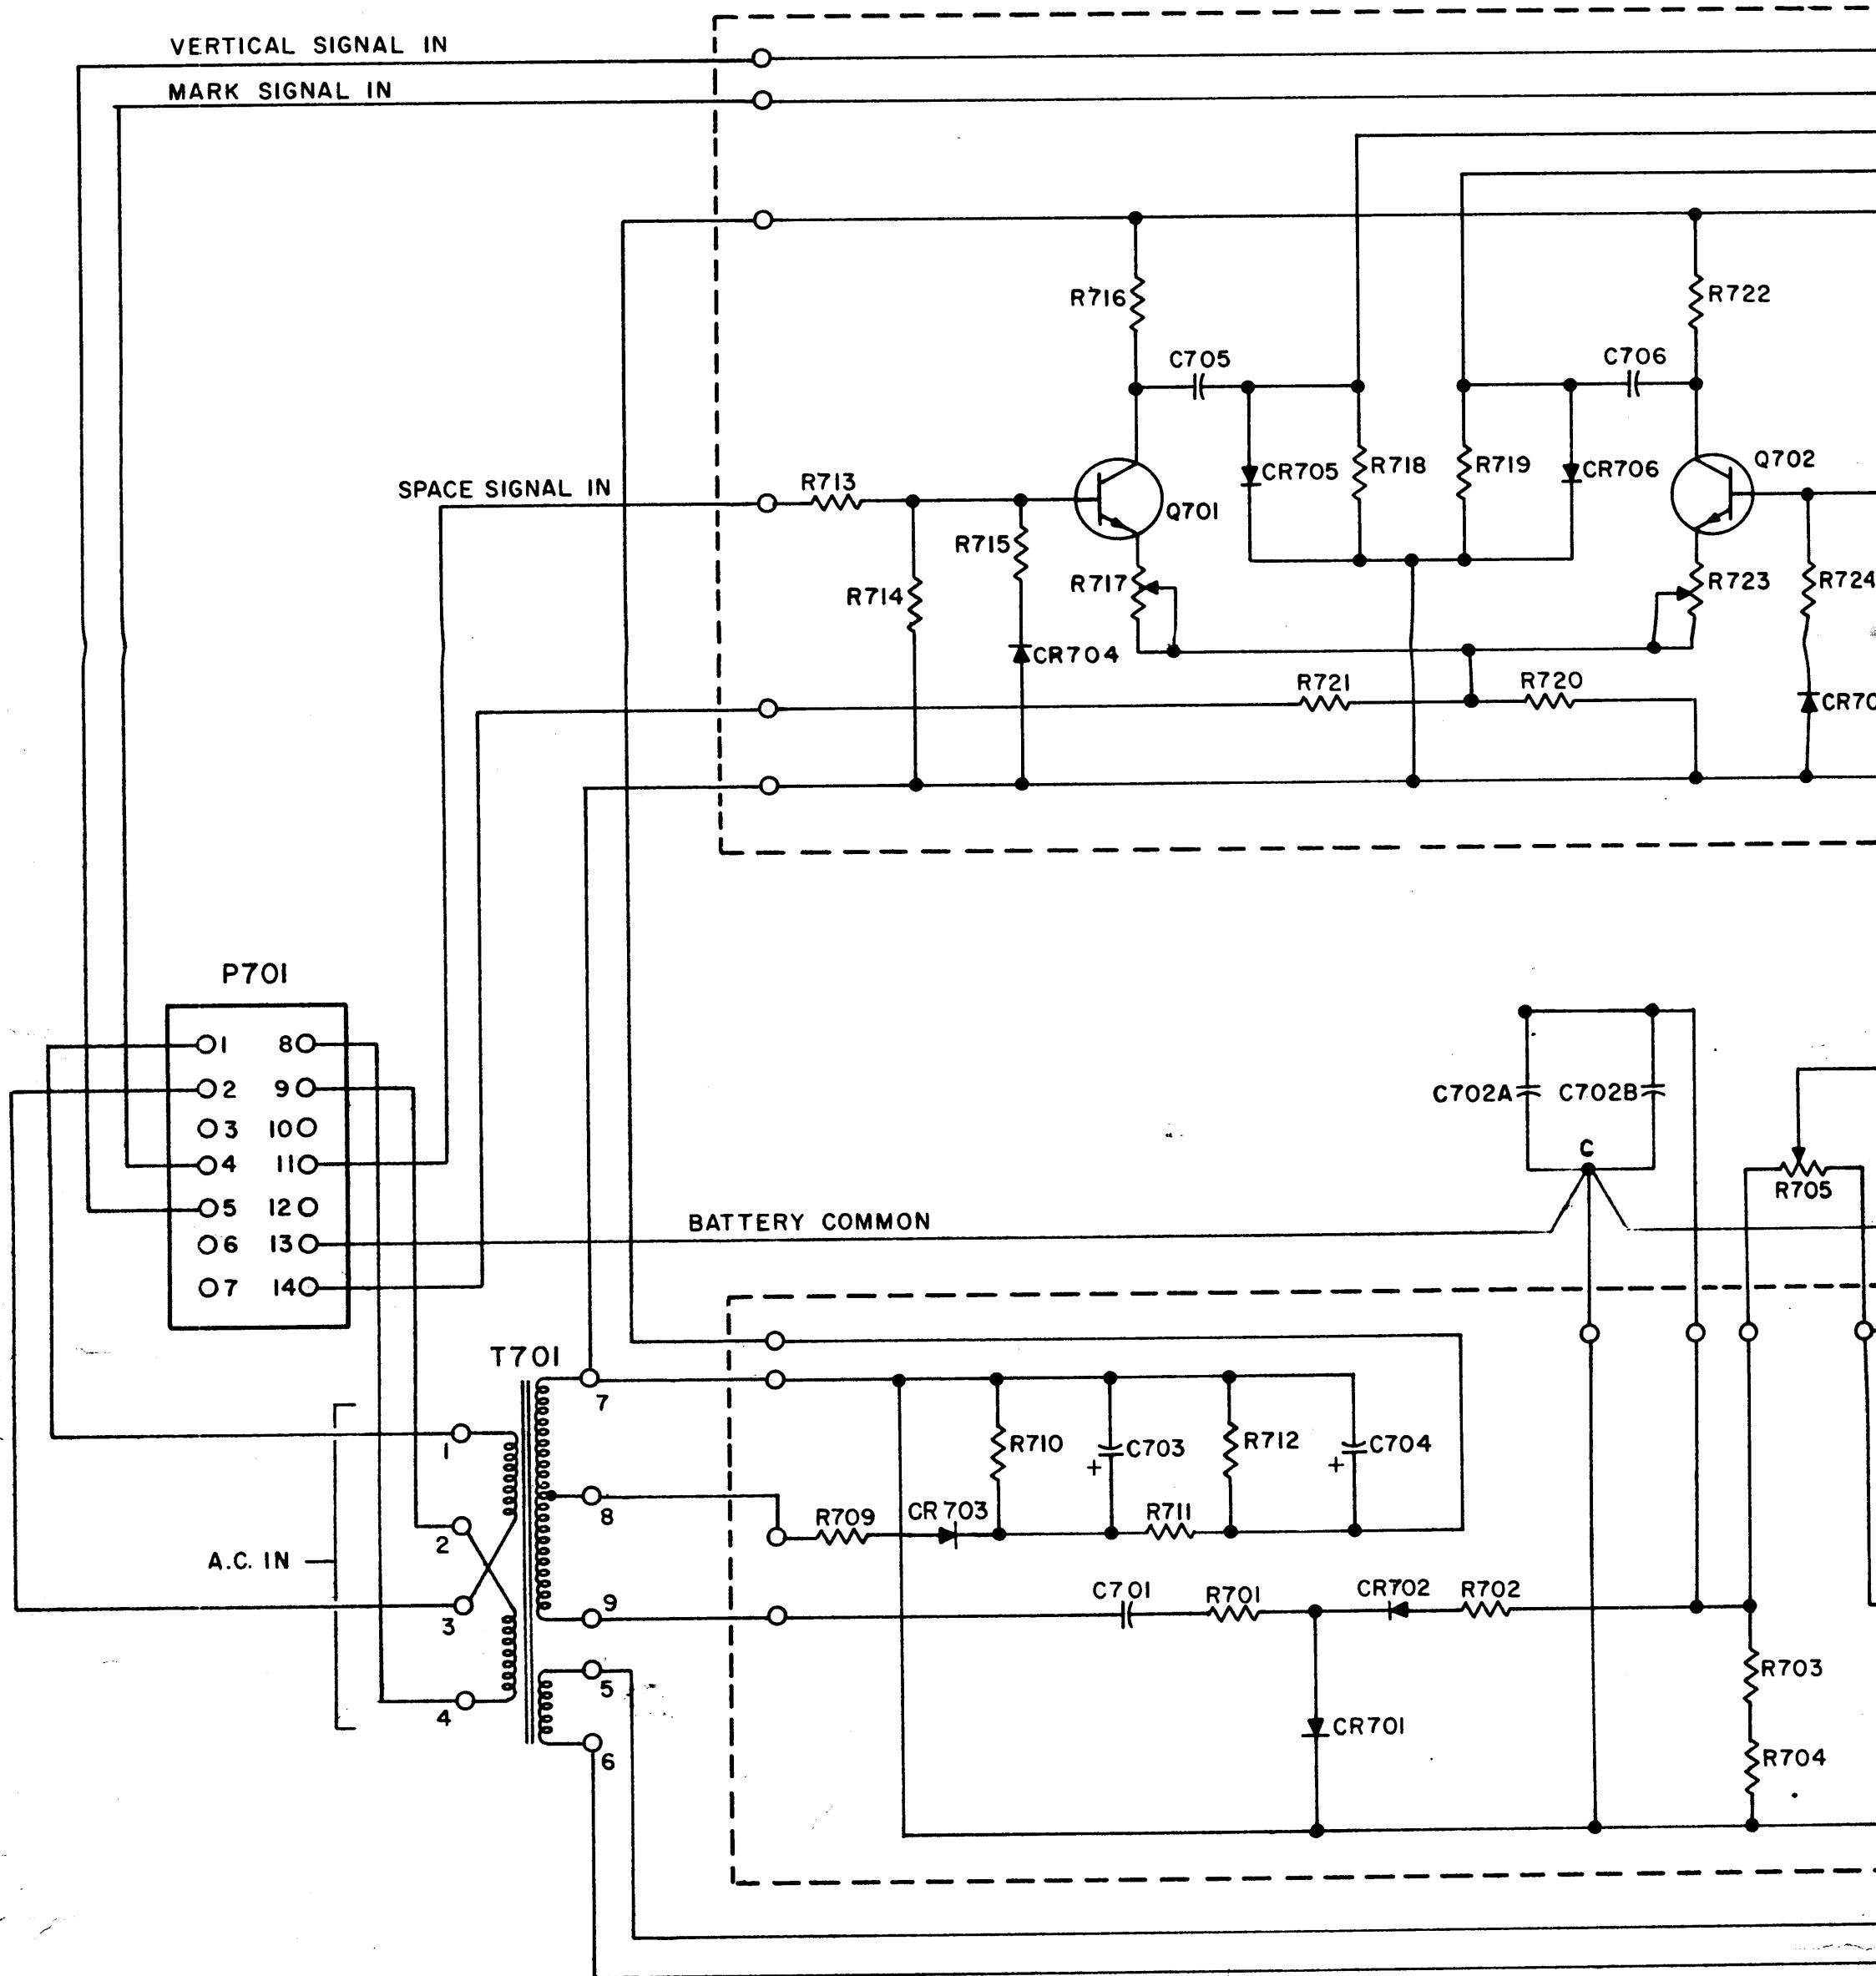 VERTICAL SIGNAL IN
MARK SIGNAL IN
R716
R722
C705
C706
SPACE SIGNAL IN
R713
CR705
R718
R719
CR706
Q702
Q701
R715
R714
R717
R723
R724
CR704
R721
R720
CR70
P701
1 8
2 9
3 10
4 11
5 12
6 13
7 14
C702A
C702B
C
R705
BATTERY COMMON
T701
7
1
R710
+ C703
R712
+ C704
8
R709
CR703
R711
2
A.C. IN
9
C701
R701
CR702
R702
3
5
R703
4
CR701
6
R704